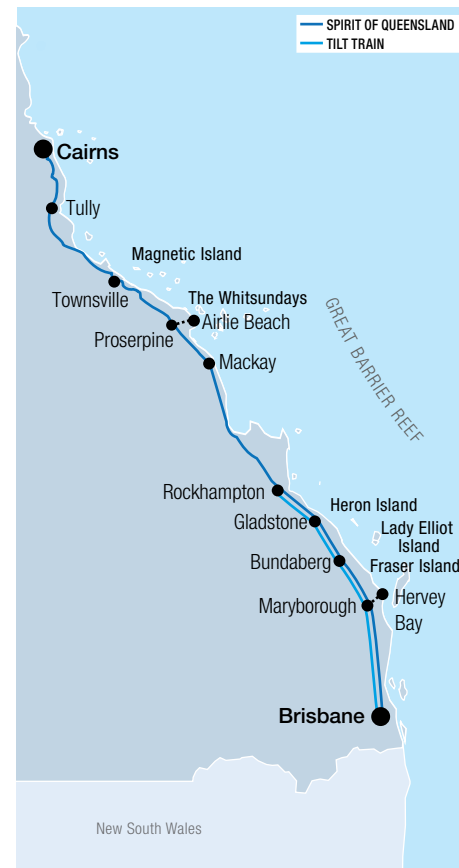 SPIRIT OF QUEENSLAND
TILT TRAIN
Cairns
Tully
Magnetic Island
Townsville
The Whitsundays
Airlie Beach
Proserpine
Mackay
GREAT BARRIER REEF
Rockhampton
Heron Island
Gladstone
Lady Elliot
Island
Bundaberg
Fraser Island
Maryborough
Hervey
Bay
Brisbane
New South Wales